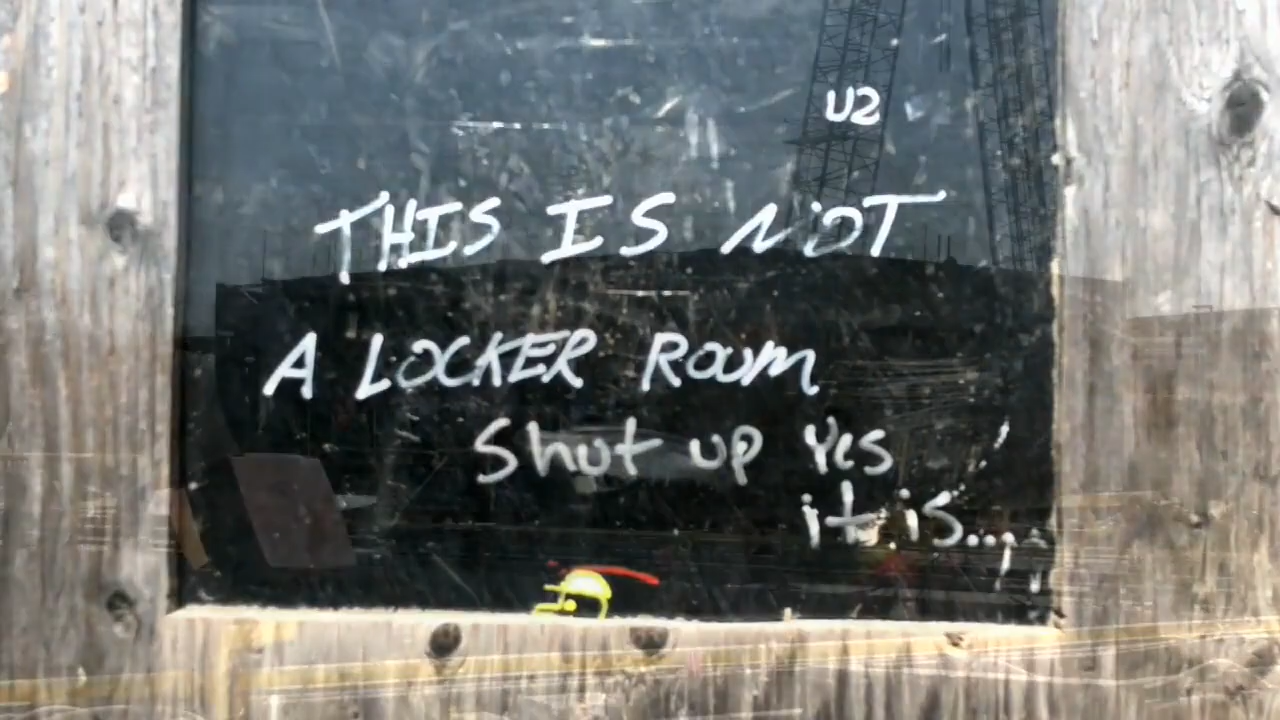 U2
THIS IS NOT
A LOCKER ROOM
Shut up Yes
it is...